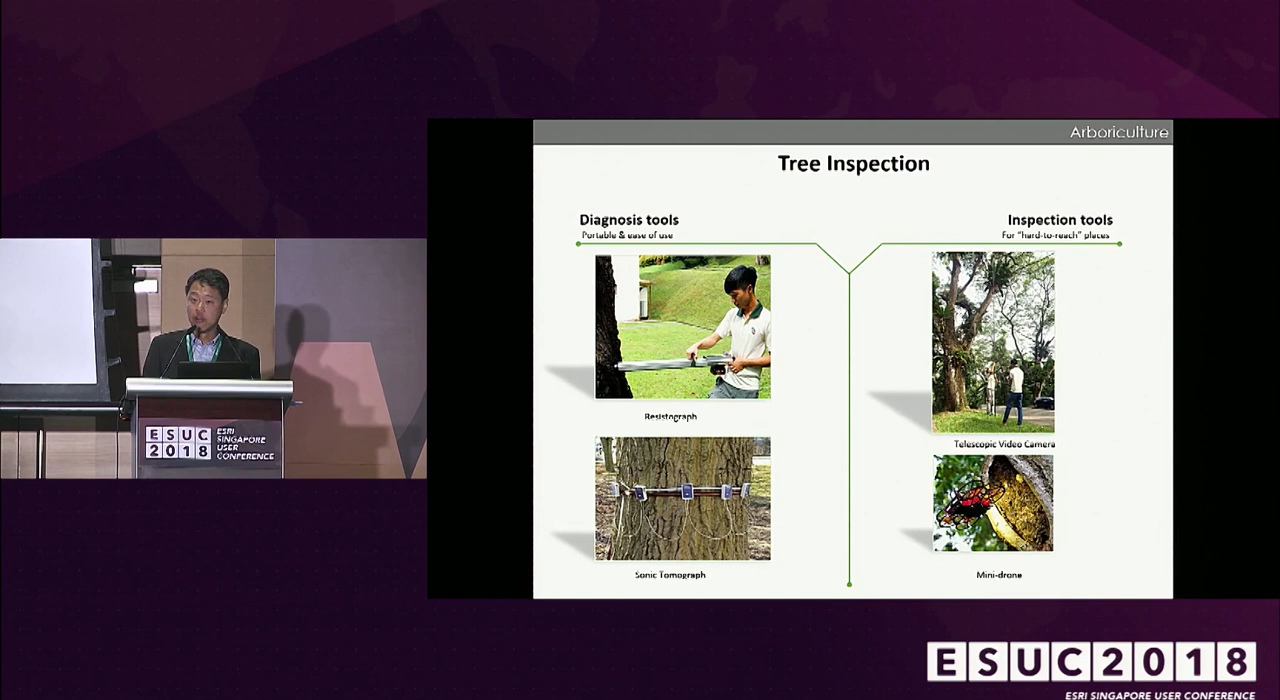 Arboriculture
Tree Inspection
Diagnosis tools
Portable & ease of use
Inspection tools
For "hard-to-reach" places
Resistograph
Telescopic Video Camera
Sonic Tomograph
Mini-drone
ESUC
2018
ESRI
SINGAPORE
USER
CONFERENCE
ESUC2018
ESRI SINGAPORE USER CONFERENCE